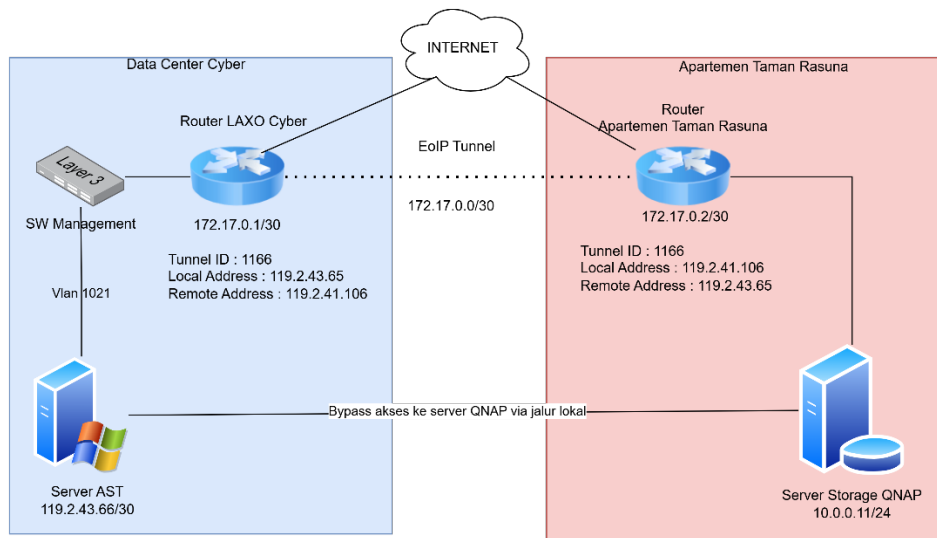 INTERNET
Data Center Cyber
Apartemen Taman Rasuna
Router LAXO Cyber
Router
Apartemen Taman Rasuna
EoIP Tunnel
Layer 3
SW Management
172.17.0.1/30
172.17.0.0/30
172.17.0.2/30
Tunnel ID : 1166
Local Address : 119.2.43.65
Remote Address : 119.2.41.106
Tunnel ID : 1166
Local Address : 119.2.41.106
Remote Address : 119.2.43.65
Vlan 1021
Bypass akses ke server QNAP via jalur lokal
Server AST
119.2.43.66/30
Server Storage QNAP
10.0.0.11/24